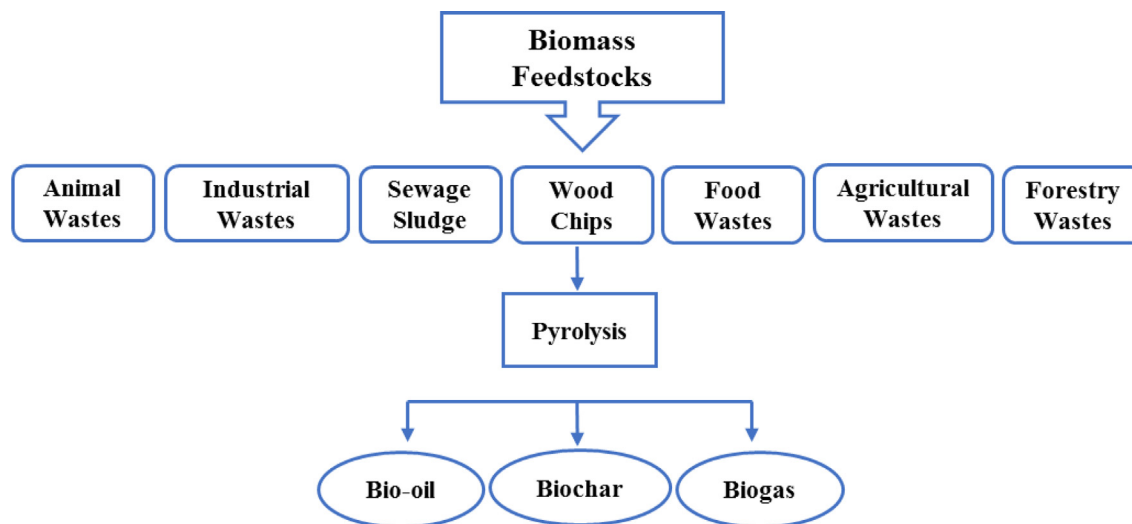 Biomass
Feedstocks
Animal
Wastes
Industrial
Wastes
Sewage
Sludge
Wood
Chips
Food
Wastes
Agricultural
Wastes
Forestry
Wastes
Pyrolysis
Bio-oil
Biochar
Biogas